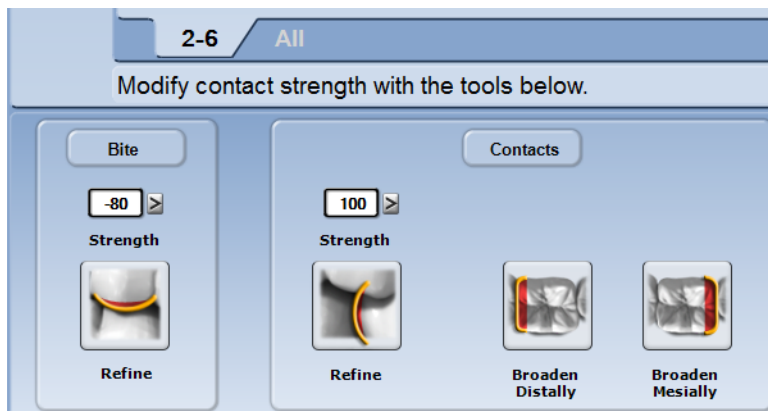 2-6 All
Modify contact strength with the tools below.
Bite
Contacts
-80 >
100 >
Strength
Strength
Refine
Refine
Broaden
Distally
Broaden
Mesially